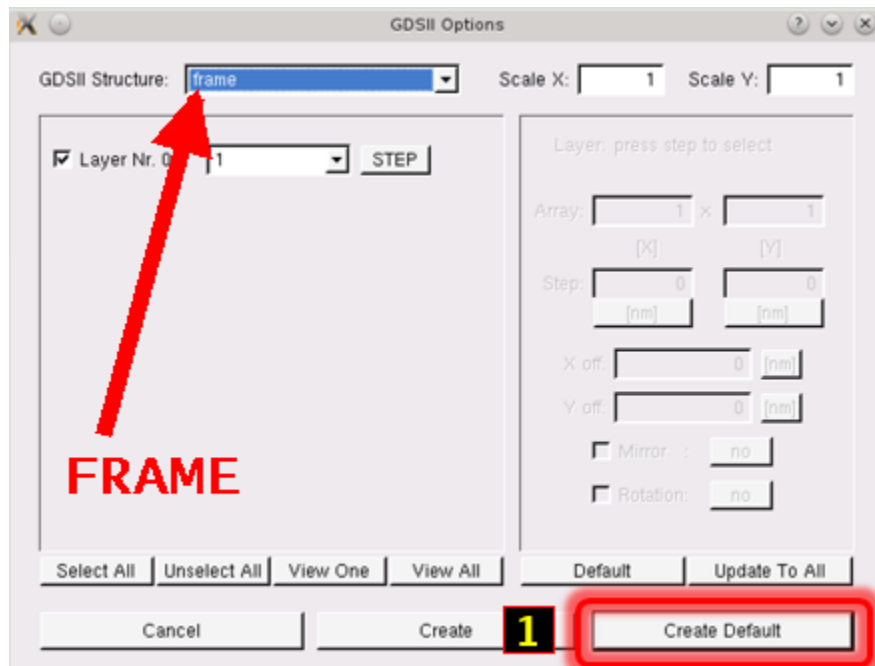 GDSII Options
GDSII Structure: frame Scale X: 1 Scale Y: 1
Layer Nr. 0 1 STEP
Layer: press step to select
Array: 1 x 1
[X] [Y]
Step: 0 0
[nm] [nm]
X off: 0 [nm]
Y off: 0 [nm]
Mirror : no
Rotation: no
FRAME
Select All Unselect All View One View All Default Update To All
Cancel Create 1 Create Default